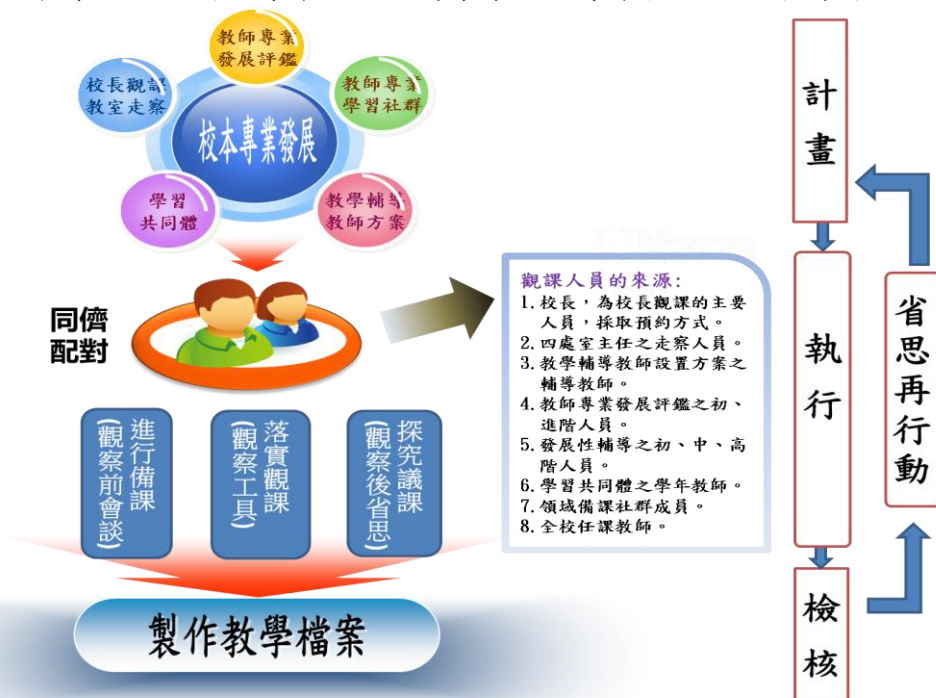 教師專業
發展評鑑
校長觀課
教室走察
教師專業
學習社群
校本專業發展
學習
共同體
教學輔導
教師方案
同儕
配對
觀課人員的來源:
1.校長，為校長觀課的主要
人員，採取預約方式。
2.四處室主任之走察人員。
3.教學輔導教師設置方案之
輔導教師。
4.教師專業發展評鑑之初、
進階人員。
5.發展性輔導之初、中、高
階人員。
6.學習共同體之學年教師。
7.領域備課社群成員。
8.全校任課教師。
進行備課
(觀察前會談)
落實觀課
(觀察工具)
探究議課
(觀察後省思)
製作教學檔案
計畫
執行
檢核
省思再行動